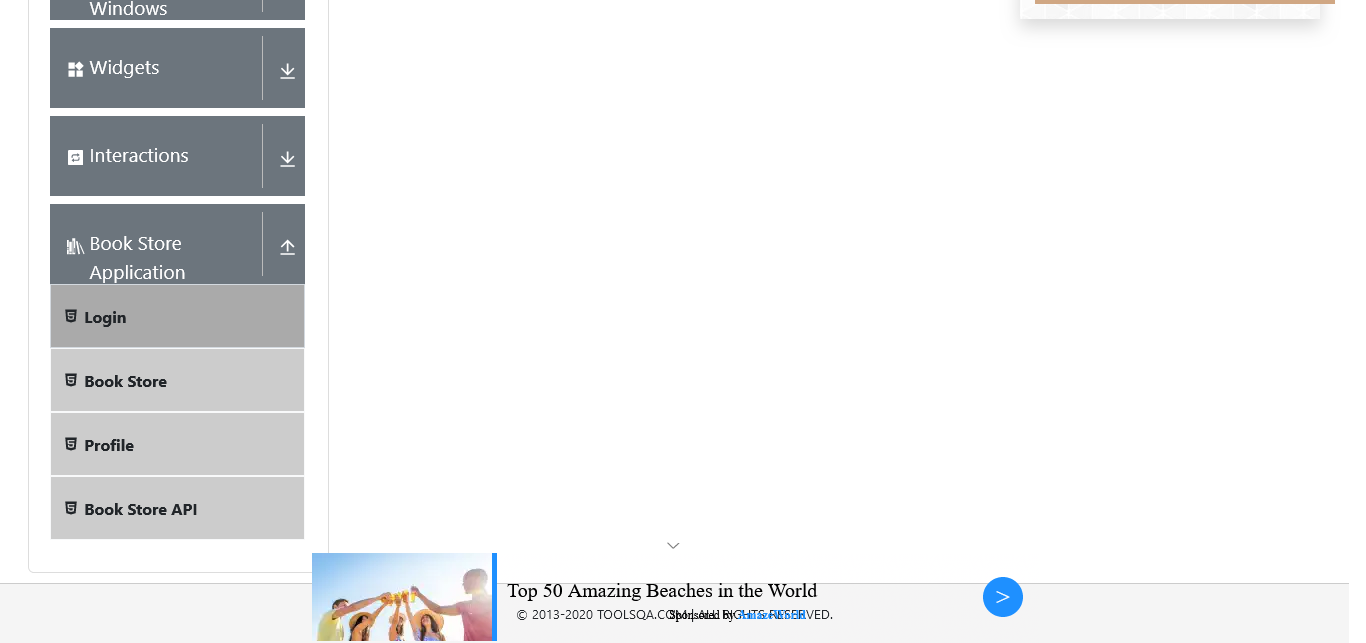 Windows
Widgets
Interactions
Book Store
Application
Login
Book Store
Profile
Book Store API
Top 50 Amazing Beaches in the World
© 2013-2020 TOOLSQA.COM | ALL RIGHTS RESERVED.
Sponsored By
>